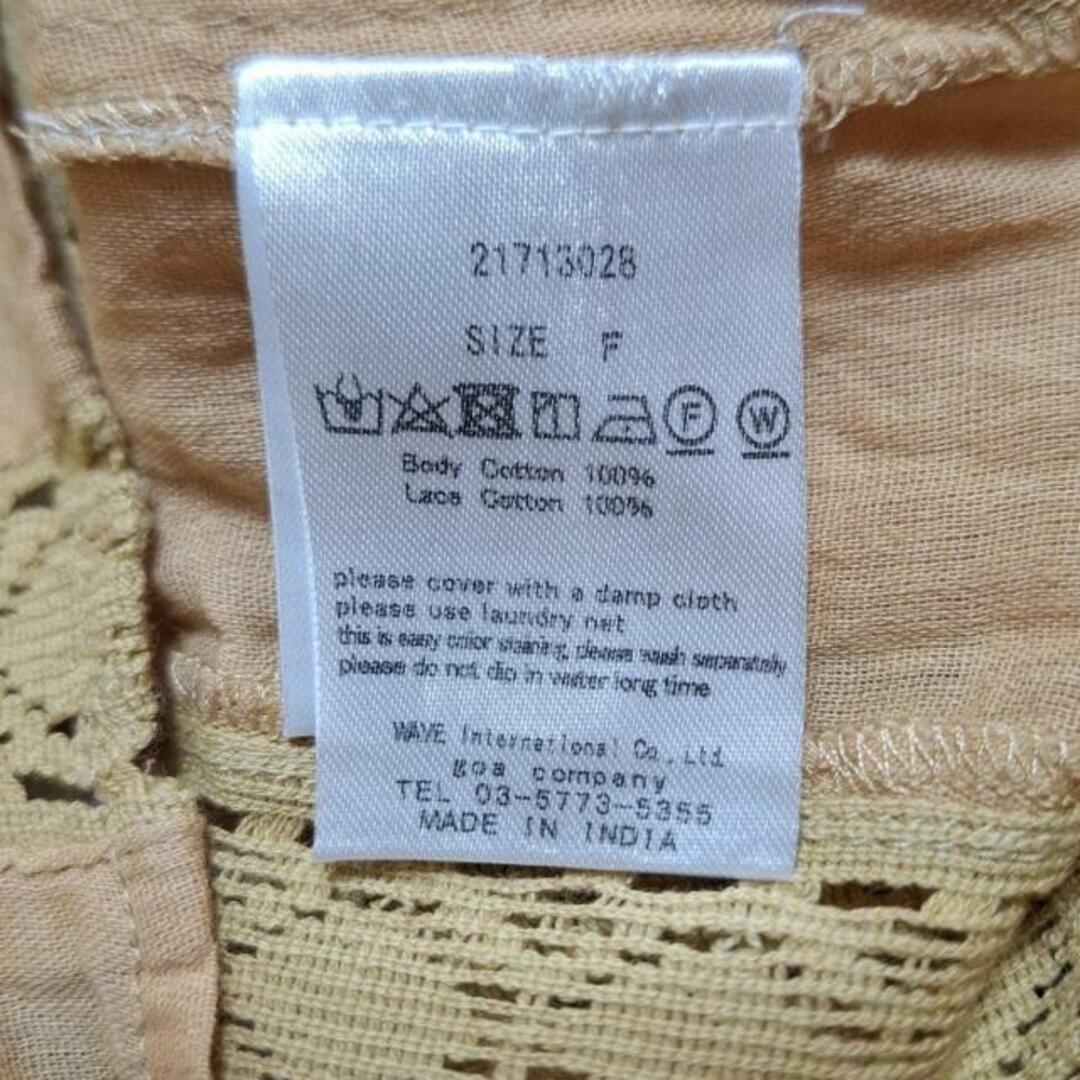 21713028
SIZE F
F W
Body Cotton 100%
Lace Cotton 100%
please cover with a damp cloth
please use laundry net
this is easy color staining, please wash separately
please do not dip in water long time
WAVE International Co.,Ltd
goa company
TEL 03-5773-5355
MADE IN INDIA